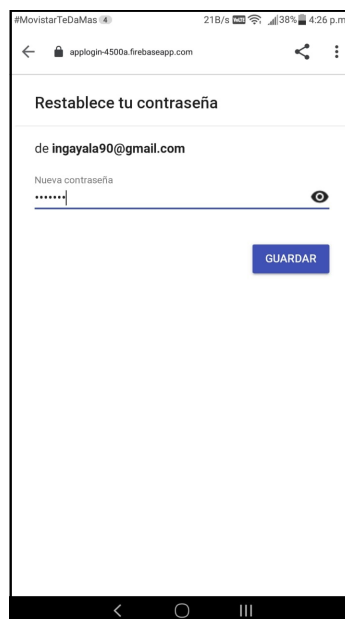 #MovistarTeDaMas 4 21B/s 38% 4:26 p.m
applogin-4500a.firebaseapp.com
Restablece tu contraseña
de ingayala90@gmail.com
Nueva contraseña
•••••••
GUARDAR